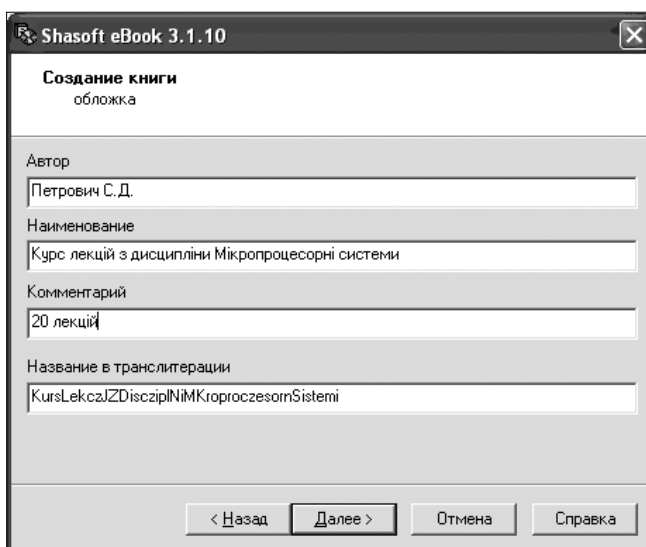 Shasoft eBook 3.1.10
Создание книги
обложка
Автор
Петрович С.Д.
Наименование
Курс лекцій з дисципліни Мікропроцесорні системи
Комментарий
20 лекцій
Название в транслитерации
KursLekczJZDiscziplNiMKroproczesornSistemi
< Назад Далее > Отмена Справка